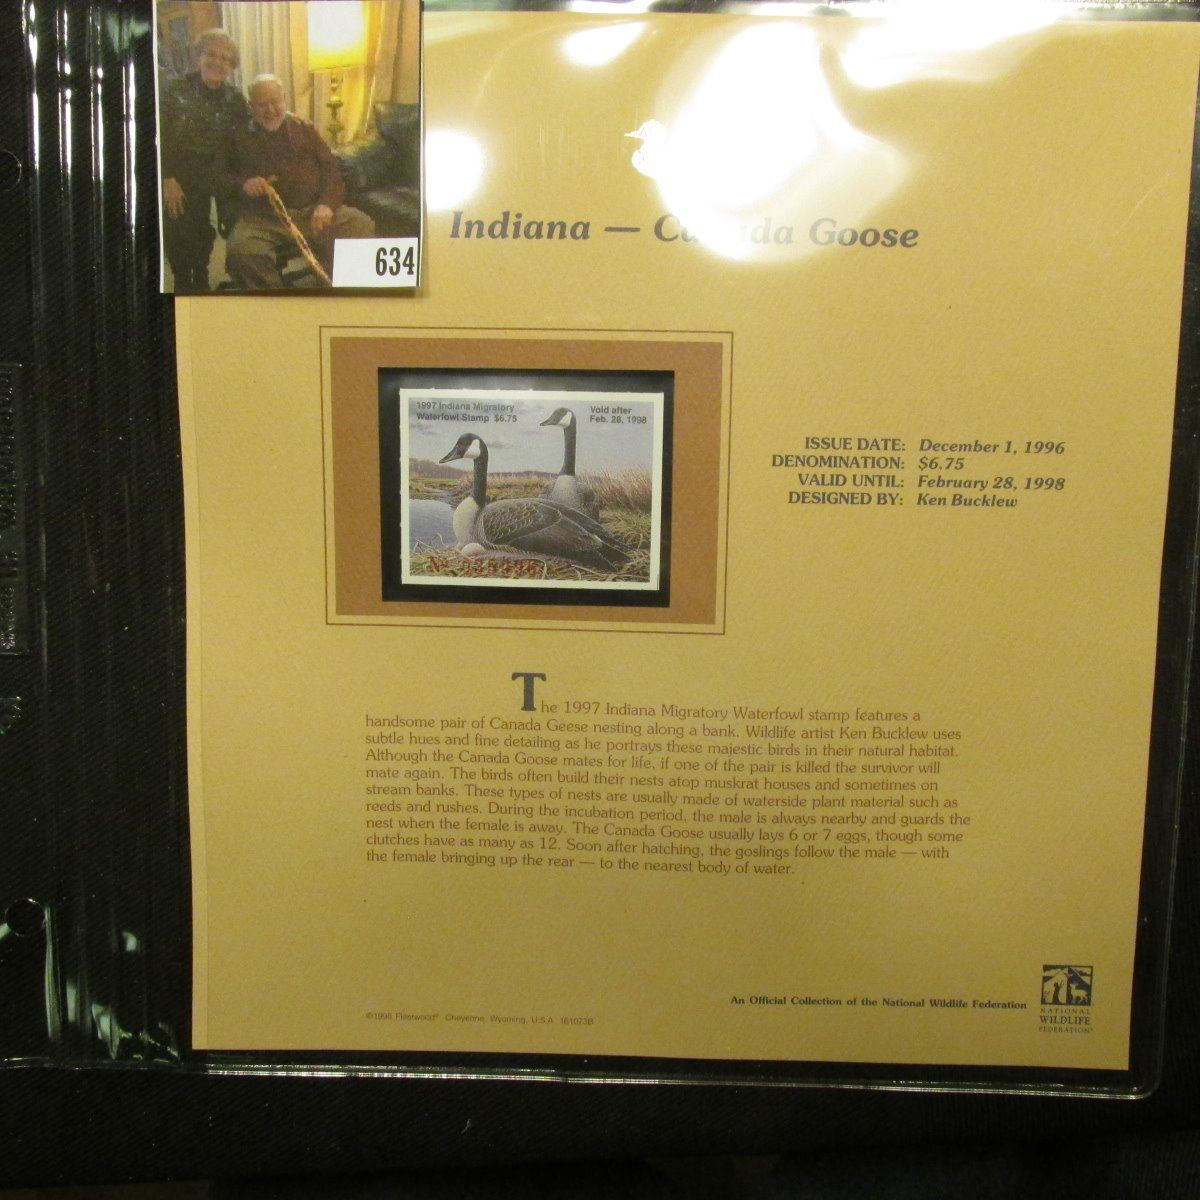 634
Indiana — Canada Goose
1997 Indiana Migratory
Waterfowl Stamp $6.75
Void after
Feb. 28, 1998
ISSUE DATE: December 1, 1996
DENOMINATION: $6.75
VALID UNTIL: February 28, 1998
DESIGNED BY: Ken Bucklew
The 1997 Indiana Migratory Waterfowl stamp features a
handsome pair of Canada Geese nesting along a bank. Wildlife artist Ken Bucklew uses
subtle hues and fine detailing as he portrays these majestic birds in their natural habitat.
Although the Canada Goose mates for life, if one of the pair is killed the survivor will
mate again. The birds often build their nests atop muskrat houses and sometimes on
stream banks. These types of nests are usually made of waterside plant material such as
reeds and rushes. During the incubation period, the male is always nearby and guards the
nest when the female is away. The Canada Goose usually lays 6 or 7 eggs, though some
clutches have as many as 12. Soon after hatching, the goslings follow the male — with
the female bringing up the rear — to the nearest body of water.
An Official Collection of the National Wildlife Federation
NATIONAL
WILDLIFE
FEDERATION®
©1996 Fleetwood® Cheyenne, Wyoming, U.S.A. 161073B